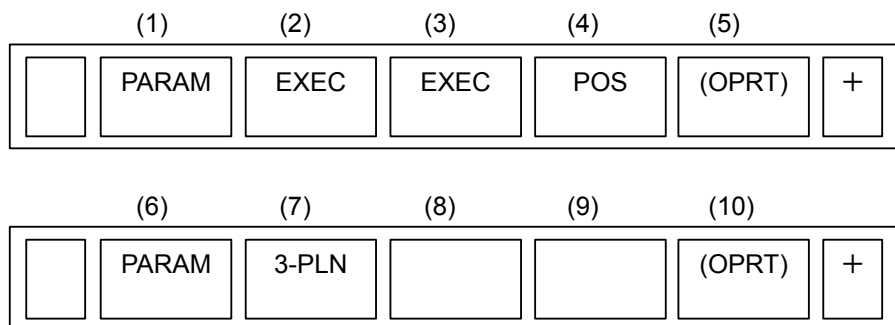 (1) (2) (3) (4) (5)
PARAM EXEC EXEC POS (OPRT) +
(6) (7) (8) (9) (10)
PARAM 3-PLN (OPRT) +